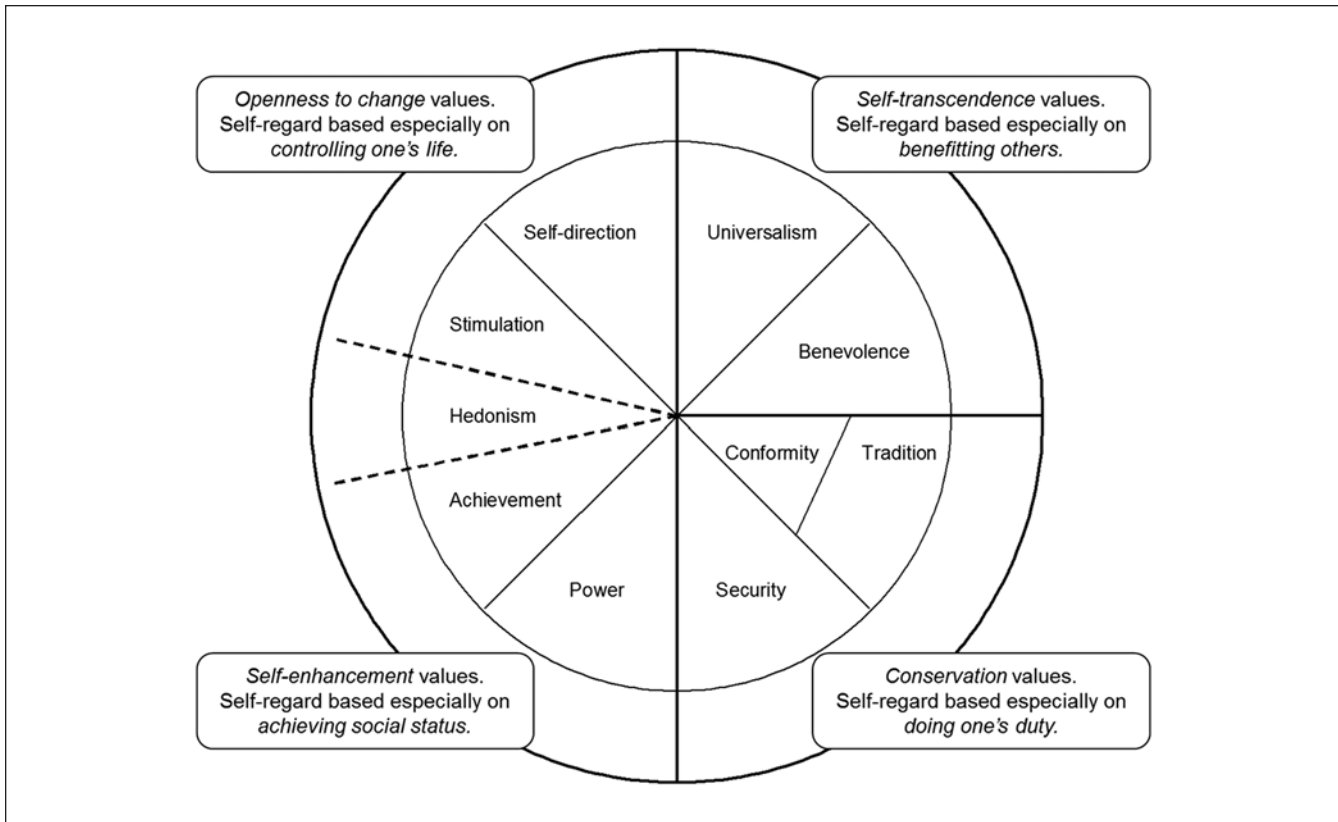 Openness to change values.
Self-regard based especially on
controlling one's life.
Self-transcendence values.
Self-regard based especially on
benefitting others.
Self-direction
Universalism
Stimulation
Benevolence
Hedonism
Conformity
Tradition
Achievement
Power
Security
Self-enhancement values.
Self-regard based especially on
achieving social status.
Conservation values.
Self-regard based especially on
doing one's duty.